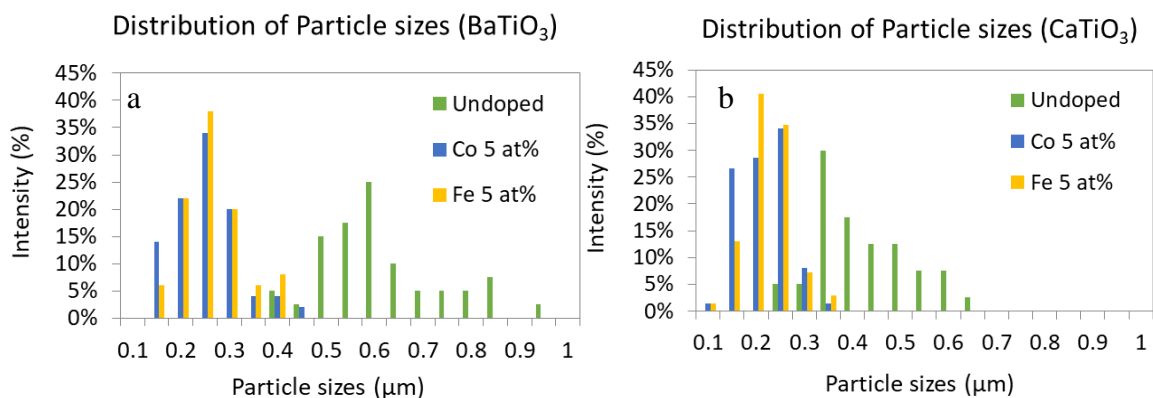 Distribution of Particle sizes (BaTiO₃)
45%
40%
35%
30%
25%
20%
15%
10%
5%
0%
Intensity (%)
a
Undoped
Co 5 at%
Fe 5 at%
0.1 0.2 0.3 0.4 0.5 0.6 0.7 0.8 0.9 1
Particle sizes (µm)
Distribution of Particle sizes (CaTiO₃)
45%
40%
35%
30%
25%
20%
15%
10%
5%
0%
Intensity (%)
b
Undoped
Co 5 at%
Fe 5 at%
0.1 0.2 0.3 0.4 0.5 0.6 0.7 0.8 0.9 1
Particle sizes (µm)